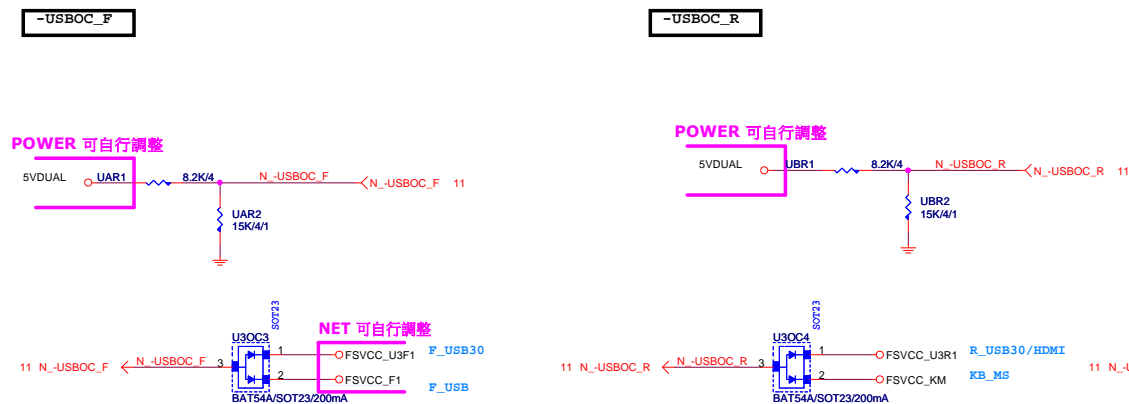 -USBOC_F
POWER 可自行調整
5VDUAL
UAR1
8.2K/4
N_-USBOC_F
N_-USBOC_F 11
UAR2
15K/4/1
SOT23
NET 可自行調整
U3OC3
11 N_-USBOC_F
N_-USBOC_F
3
1
FSVCC_U3F1
F_USB30
2
FSVCC_F1
F_USB
BAT54A/SOT23/200mA
-USBOC_R
POWER 可自行調整
5VDUAL
UBR1
8.2K/4
N_-USBOC_R
N_-USBOC_R 11
UBR2
15K/4/1
SOT23
U3OC4
11 N_-USBOC_R
N_-USBOC_R
3
1
FSVCC_U3R1
R_USB30/HDMI
2
FSVCC_KM
KB_MS
BAT54A/SOT23/200mA
11